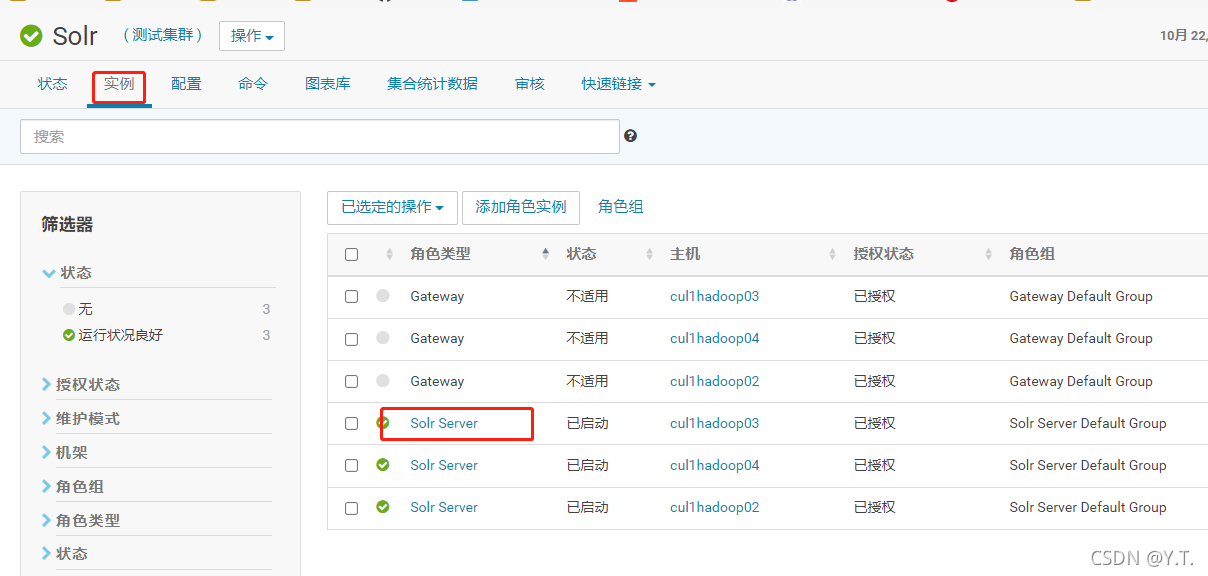 Solr （测试集群） 操作
10月 22,
状态 实例 配置 命令 图表库 集合统计数据 审核 快速链接
搜索
筛选器
状态
无 3
运行状况良好 3
授权状态
维护模式
机架
角色组
角色类型
状态
已选定的操作 添加角色实例 角色组
角色类型 状态 主机 授权状态 角色组
Gateway 不适用 cul1hadoop03 已授权 Gateway Default Group
Gateway 不适用 cul1hadoop04 已授权 Gateway Default Group
Gateway 不适用 cul1hadoop02 已授权 Gateway Default Group
Solr Server 已启动 cul1hadoop03 已授权 Solr Server Default Group
Solr Server 已启动 cul1hadoop04 已授权 Solr Server Default Group
Solr Server 已启动 cul1hadoop02 已授权 Solr Server Default Group
CSDN @Y.T.